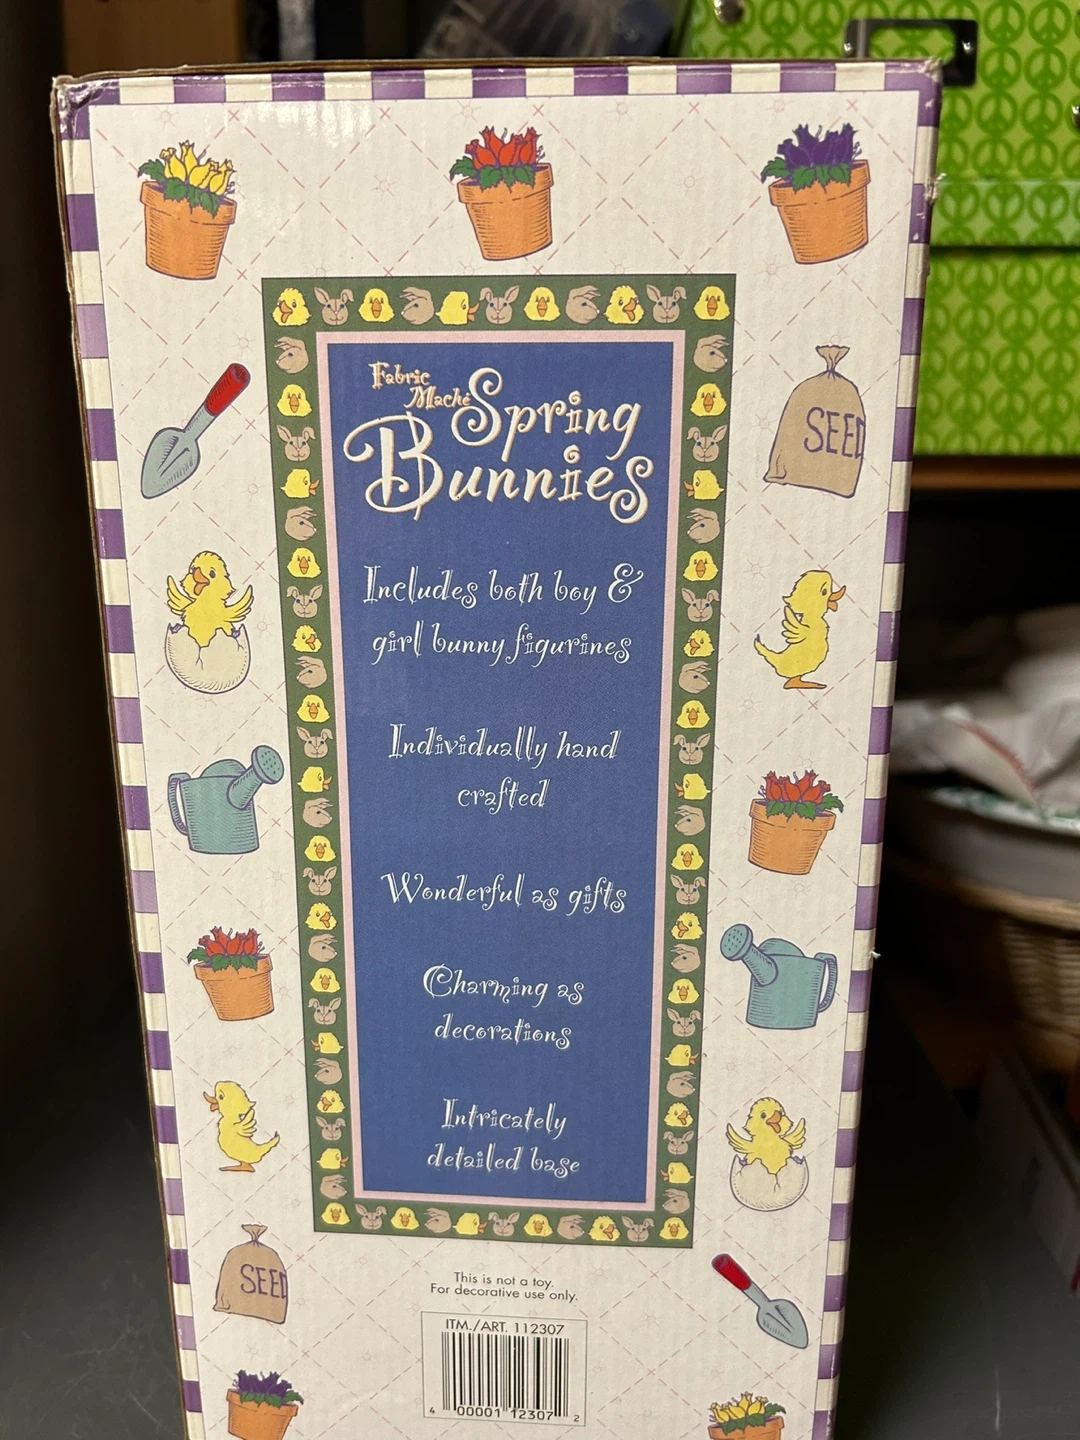 Fabric
Maché Spring
Bunnies
SEED
Includes both boy &
girl bunny figurines
Individually hand
crafted
Wonderful as gifts
Charming as
decorations
Intricately
detailed base
SEED
This is not a toy.
For decorative use only.
ITM./ART. 112307
4 00001 12307 2